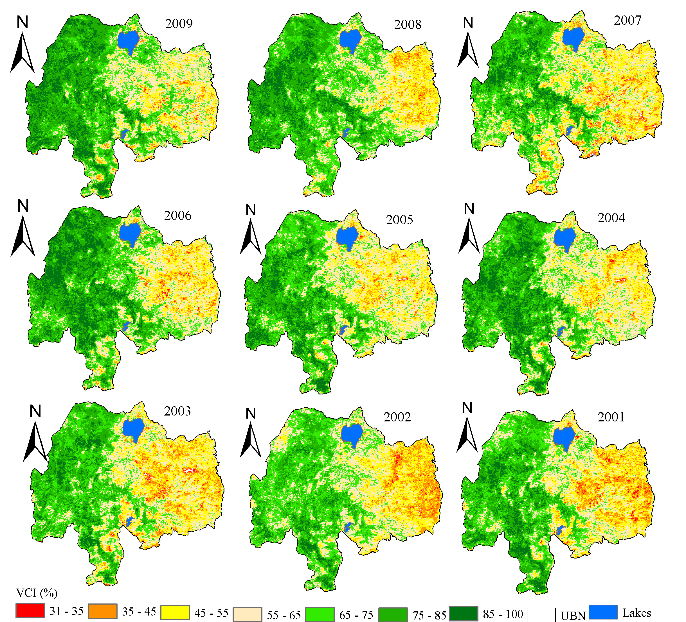 2009
2008
2007
N
N
N
2006
2005
2004
N
N
N
2003
2002
2001
N
N
N
VCI (%)
31 - 35
35 - 45
45 - 55
55 - 65
65 - 75
75 - 85
85 - 100
UBN
Lakes